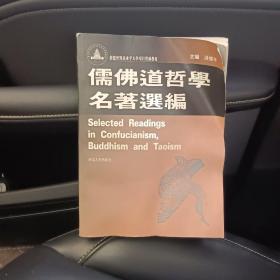 儒佛道哲學
名著選編
Selected Readings
in Confucianism,
Buddhism and Taoism